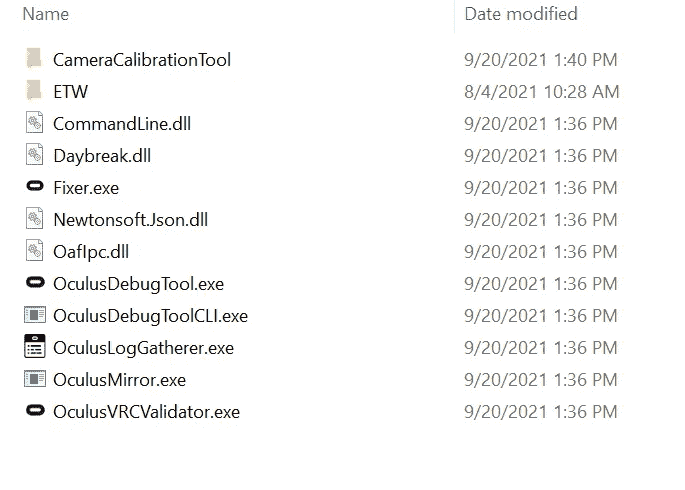 Name Date modified
CameraCalibrationTool 9/20/2021 1:40 PM
ETW 8/4/2021 10:28 AM
CommandLine.dll 9/20/2021 1:36 PM
Daybreak.dll 9/20/2021 1:36 PM
Fixer.exe 9/20/2021 1:36 PM
Newtonsoft.Json.dll 9/20/2021 1:36 PM
OafIpc.dll 9/20/2021 1:36 PM
OculusDebugTool.exe 9/20/2021 1:36 PM
OculusDebugToolCLI.exe 9/20/2021 1:36 PM
OculusLogGatherer.exe 9/20/2021 1:36 PM
OculusMirror.exe 9/20/2021 1:36 PM
OculusVRCValidator.exe 9/20/2021 1:36 PM